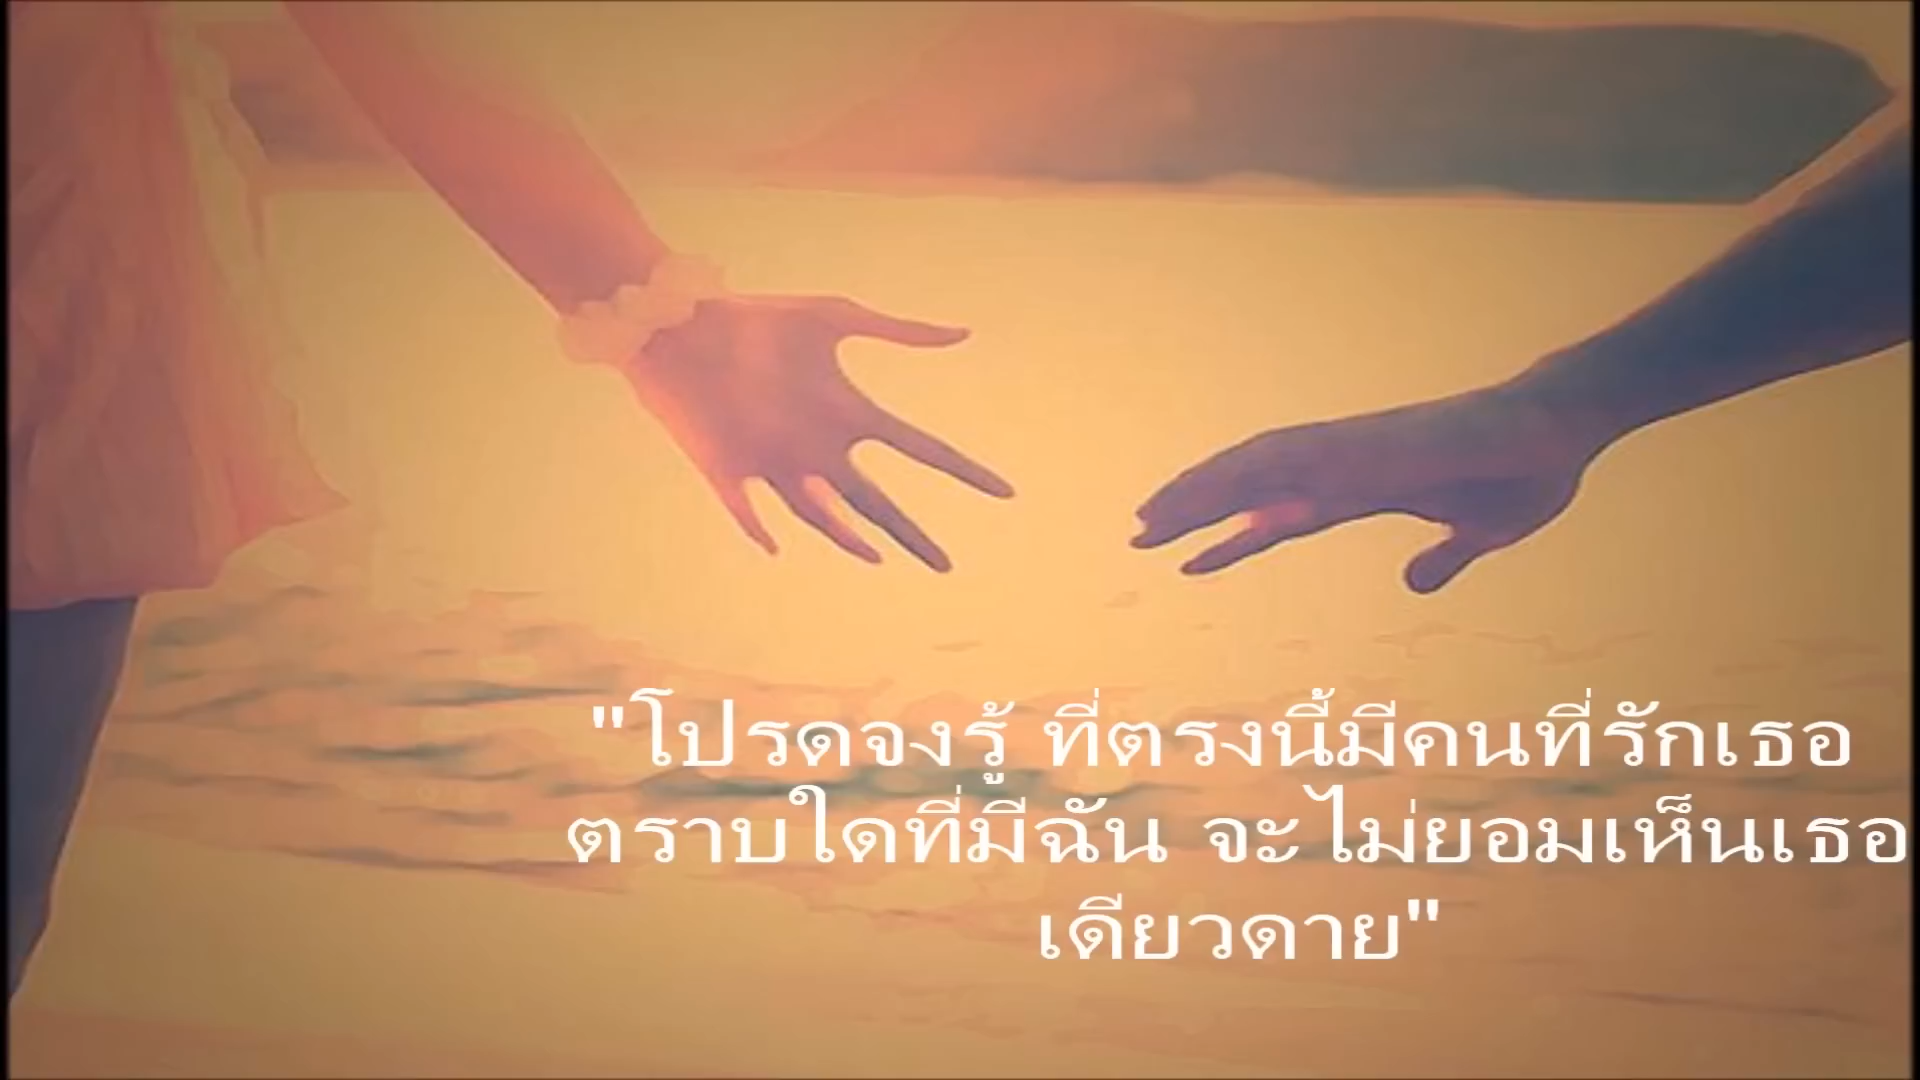 "โปรดจงรู้ ที่ตรงนี้มีคนที่รักเธอ
ตราบใดที่มีฉัน จะไม่ยอมเห็นเธอ
เดียวดาย"